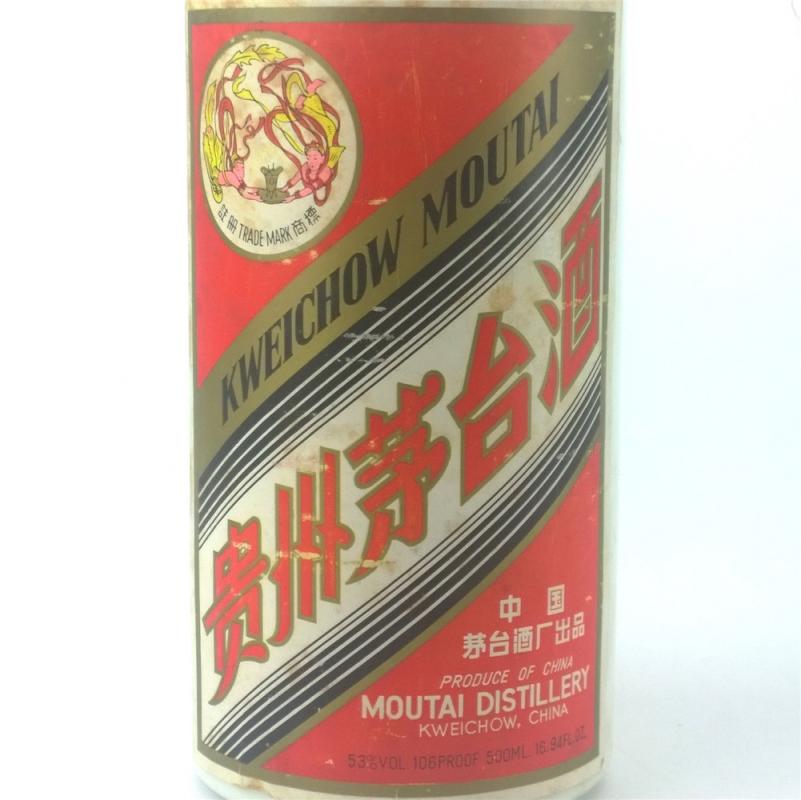 註册 TRADE MARK 商標
KWEICHOW MOUTAI
贵州茅台酒
中国
茅台酒厂出品
PRODUCE OF CHINA
MOUTAI DISTILLERY
KWEICHOW, CHINA
53%VOL. 106PROOF 500ML. 16.94FL.OZ.